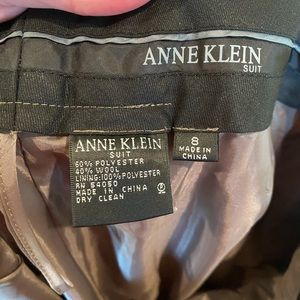 ANNE KLEIN
SUIT
ANNE KLEIN
SUIT
60% POLYESTER
40% WOOL
LINING:100% POLYESTER
RN 54050
MADE IN CHINA
DRY CLEAN
8
MADE IN
CHINA